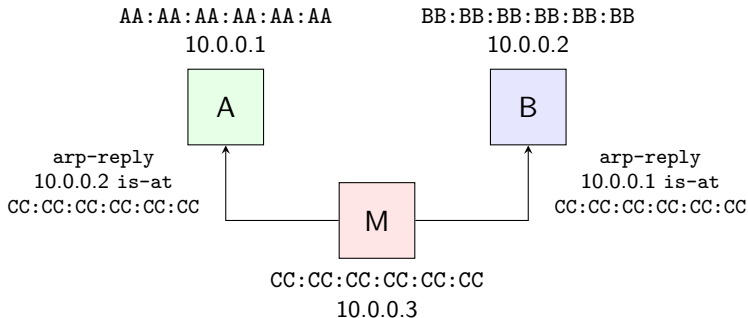 AA:AA:AA:AA:AA:AA
10.0.0.1
BB:BB:BB:BB:BB:BB
10.0.0.2
A
B
arp-reply
10.0.0.2 is-at
CC:CC:CC:CC:CC:CC
arp-reply
10.0.0.1 is-at
CC:CC:CC:CC:CC:CC
M
CC:CC:CC:CC:CC:CC
10.0.0.3